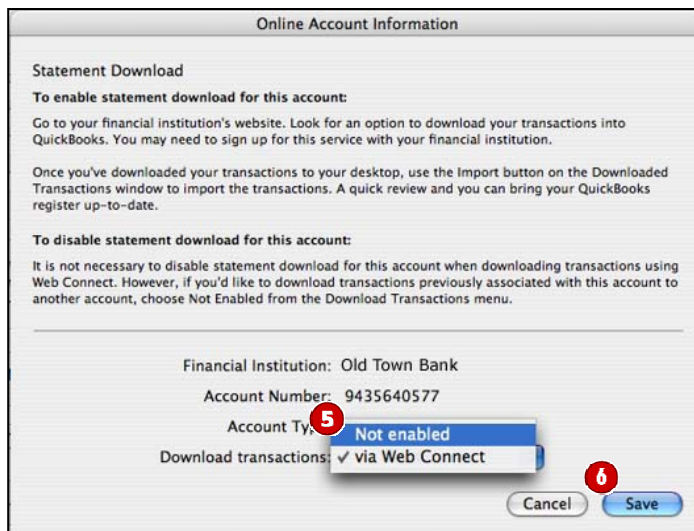 Online Account Information
Statement Download
To enable statement download for this account:
Go to your financial institution's website. Look for an option to download your transactions into
QuickBooks. You may need to sign up for this service with your financial institution.
Once you've downloaded your transactions to your desktop, use the Import button on the Downloaded
Transactions window to import the transactions. A quick review and you can bring your QuickBooks
register up-to-date.
To disable statement download for this account:
It is not necessary to disable statement download for this account when downloading transactions using
Web Connect. However, if you'd like to download transactions previously associated with this account to
another account, choose Not Enabled from the Download Transactions menu.
Financial Institution: Old Town Bank
Account Number: 9435640577
Account Typ
5
Not enabled
Download transactions: ✓ via Web Connect
6
Cancel Save